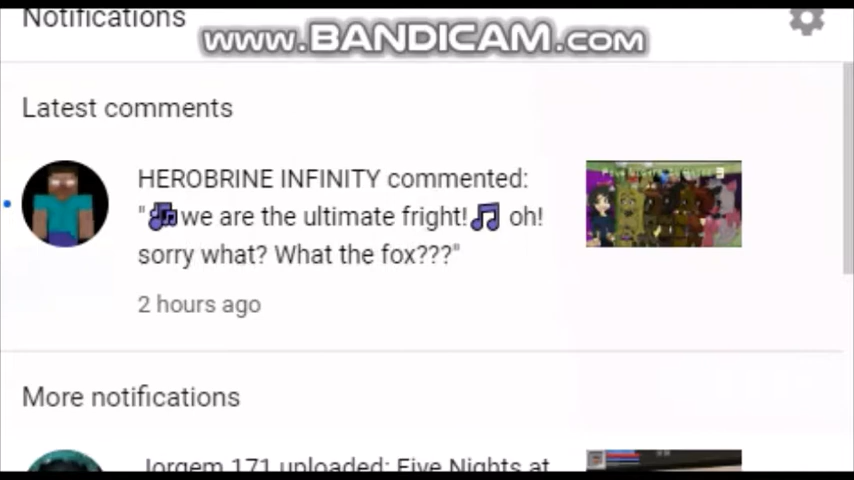 Notifications
www.BANDICAM.com
Latest comments
HEROBRINE INFINITY commented:
"🎶we are the ultimate fright!🎵 oh!
sorry what? What the fox???"
2 hours ago
More notifications
Jorgem 171 uploaded: Five Nights at